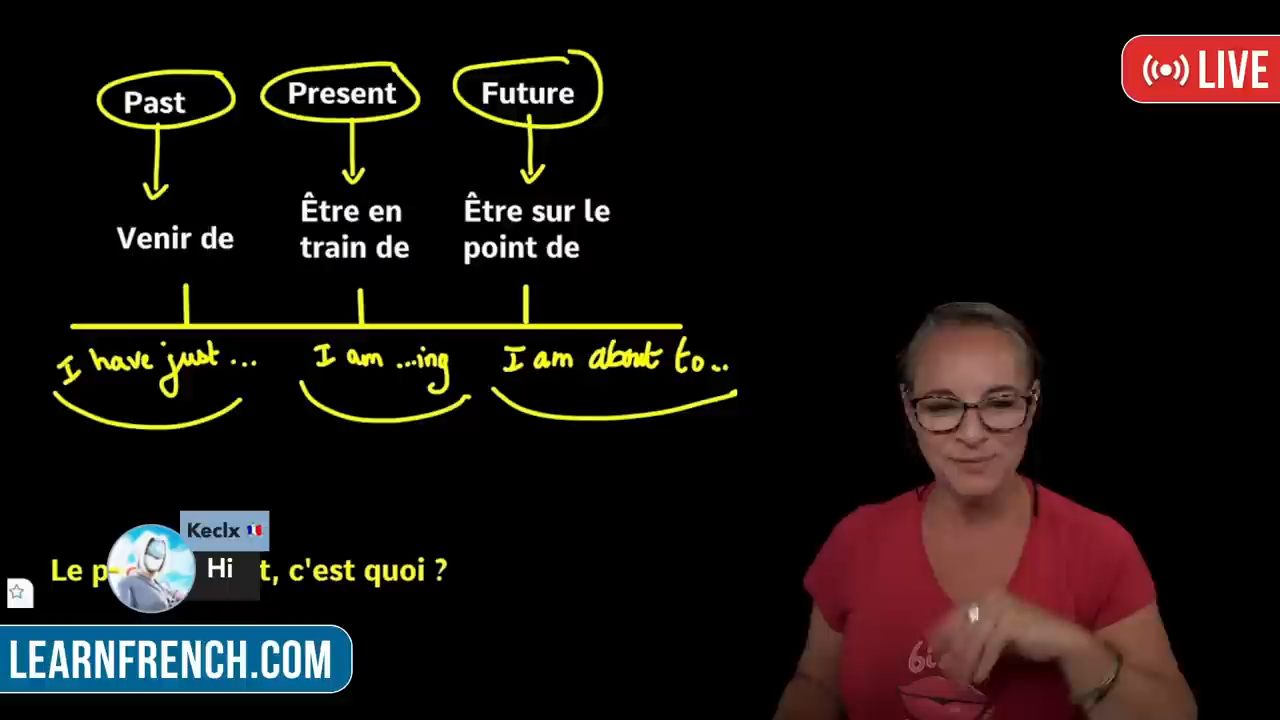 LIVE
Past
Present
Future
Venir de
Être en
train de
Être sur le
point de
I have just ...
I am ...ing
I am about to...
Keclx
Hi
Le p t, c'est quoi ?
LEARNFRENCH.COM